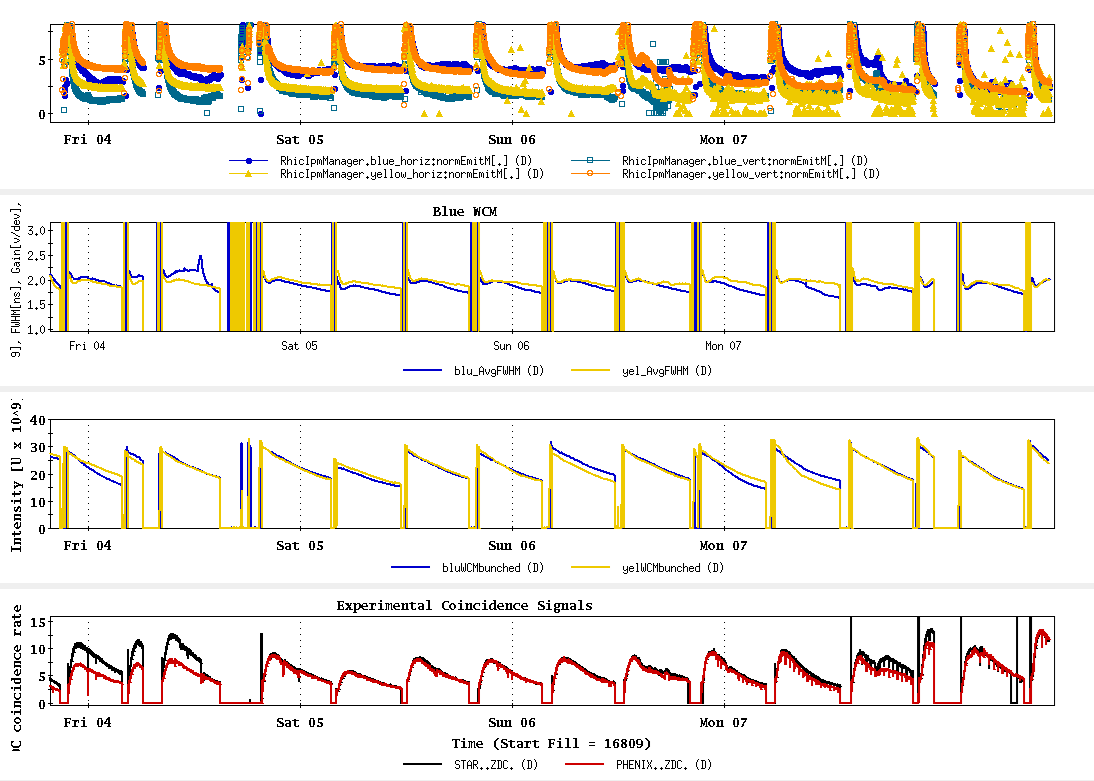 5
0
Fri 04 Sat 05 Sun 06 Mon 07
RhicIpmManager.blue_horiz:normEmitM[.] (D) RhicIpmManager.blue_vert:normEmitM[.] (D)
RhicIpmManager.yellow_horiz:normEmitM[.] (D) RhicIpmManager.yellow_vert:normEmitM[.] (D)
Blue WCM
9], FWHM[ns], Gain[v/dev],
3.0
2.5
2.0
1.5
1.0
Fri 04 Sat 05 Sun 06 Mon 07
blu_AvgFWHM (D) yel_AvgFWHM (D)
Intensity [U x 10^9
40
30
20
10
0
Fri 04 Sat 05 Sun 06 Mon 07
bluWCMbunched (D) yelWCMbunched (D)
Experimental Coincidence Signals
coincidence rate
15
10
5
0
Fri 04 Sat 05 Sun 06 Mon 07
Time (Start Fill = 16809)
STAR..ZDC. (D) PHENIX..ZDC. (D)